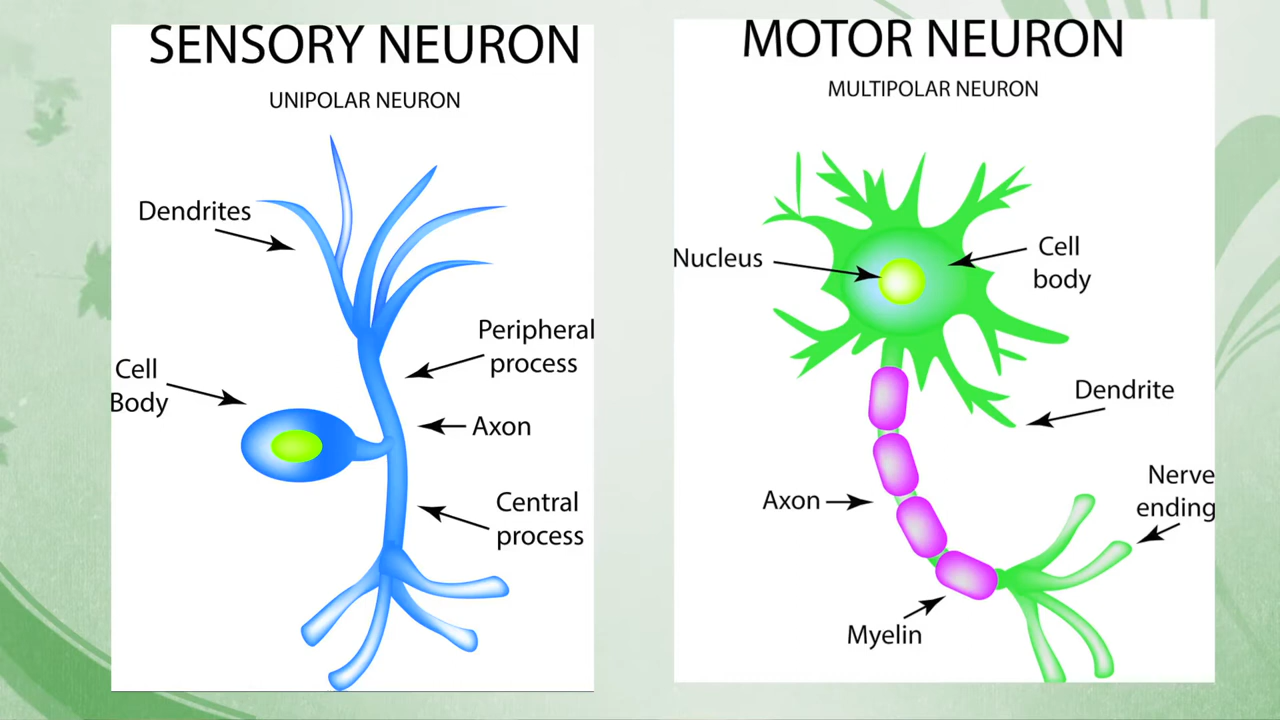 SENSORY NEURON
UNIPOLAR NEURON
Dendrites
Peripheral
process
Cell
Body
Axon
Central
process
MOTOR NEURON
MULTIPOLAR NEURON
Nucleus
Cell
body
Dendrite
Nerve
ending
Axon
Myelin